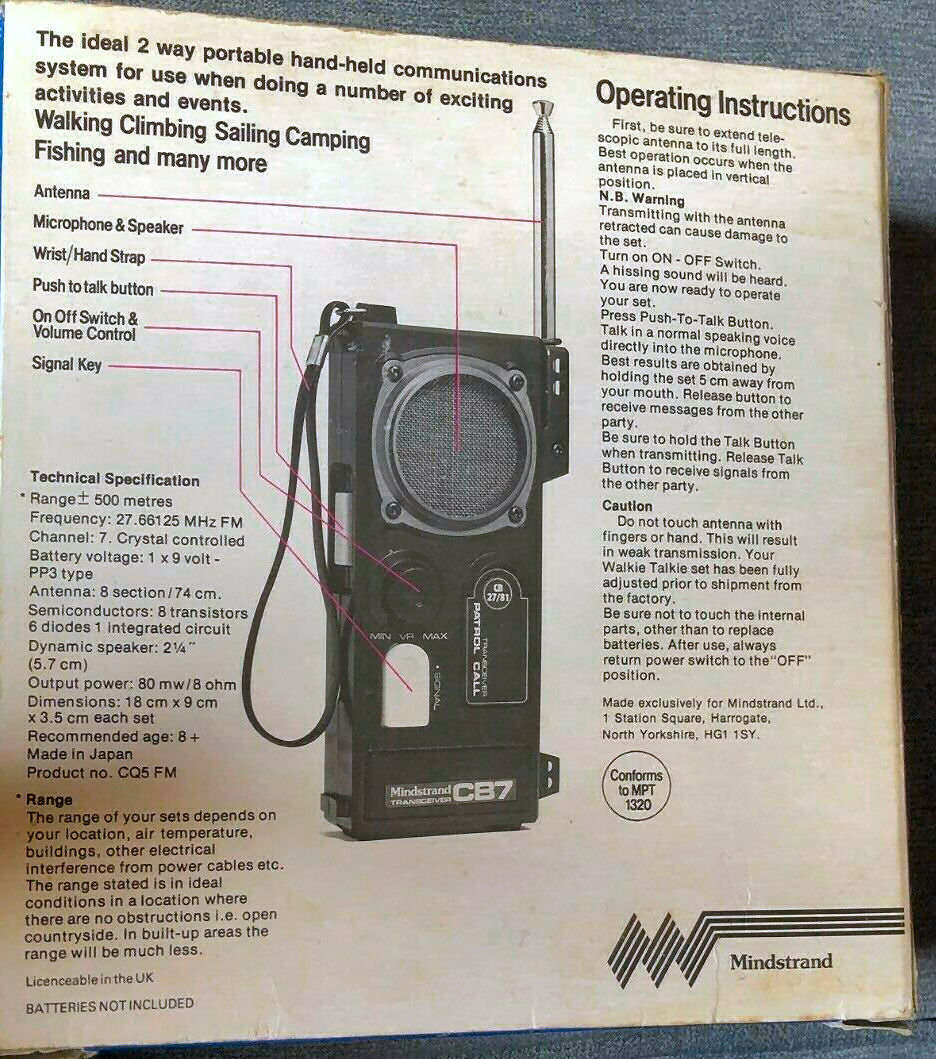 The ideal 2 way portable hand-held communications
system for use when doing a number of exciting
activities and events.
Walking Climbing Sailing Camping
Fishing and many more
Antenna
Microphone & Speaker
Wrist/Hand Strap
Push to talk button
On Off Switch &
Volume Control
Signal Key
Technical Specification
* Range ± 500 metres
Frequency: 27.66125 MHz FM
Channel: 7. Crystal controlled
Battery voltage: 1 x 9 volt -
PP3 type
Antenna: 8 section/74 cm.
Semiconductors: 8 transistors
6 diodes 1 integrated circuit
Dynamic speaker: 2¼"
(5.7 cm)
Output power: 80 mw/8 ohm
Dimensions: 18 cm x 9 cm
x 3.5 cm each set
Recommended age: 8 +
Made in Japan
Product no. CQ5 FM
* Range
The range of your sets depends on
your location, air temperature,
buildings, other electrical
interference from power cables etc.
The range stated is in ideal
conditions in a location where
there are no obstructions i.e. open
countryside. In built-up areas the
range will be much less.
Licenceable in the UK
BATTERIES NOT INCLUDED
MIN VR MAX
• SIGNAL
CB
27/81
TRANSCEIVER
PATROL CALL
Mindstrand
TRANSCEIVER
CB7
Operating Instructions
First, be sure to extend tele-
scopic antenna to its full length.
Best operation occurs when the
antenna is placed in vertical
position.
N.B. Warning
Transmitting with the antenna
retracted can cause damage to
the set.
Turn on ON - OFF Switch.
A hissing sound will be heard.
You are now ready to operate
your set.
Press Push-To-Talk Button.
Talk in a normal speaking voice
directly into the microphone.
Best results are obtained by
holding the set 5 cm away from
your mouth. Release button to
receive messages from the other
party.
Be sure to hold the Talk Button
when transmitting. Release Talk
Button to receive signals from
the other party.
Caution
Do not touch antenna with
fingers or hand. This will result
in weak transmission. Your
Walkie Talkie set has been fully
adjusted prior to shipment from
the factory.
Be sure not to touch the internal
parts, other than to replace
batteries. After use, always
return power switch to the "OFF"
position.
Made exclusively for Mindstrand Ltd.,
1 Station Square, Harrogate,
North Yorkshire, HG1 1SY.
Conforms
to MPT
1320
Mindstrand